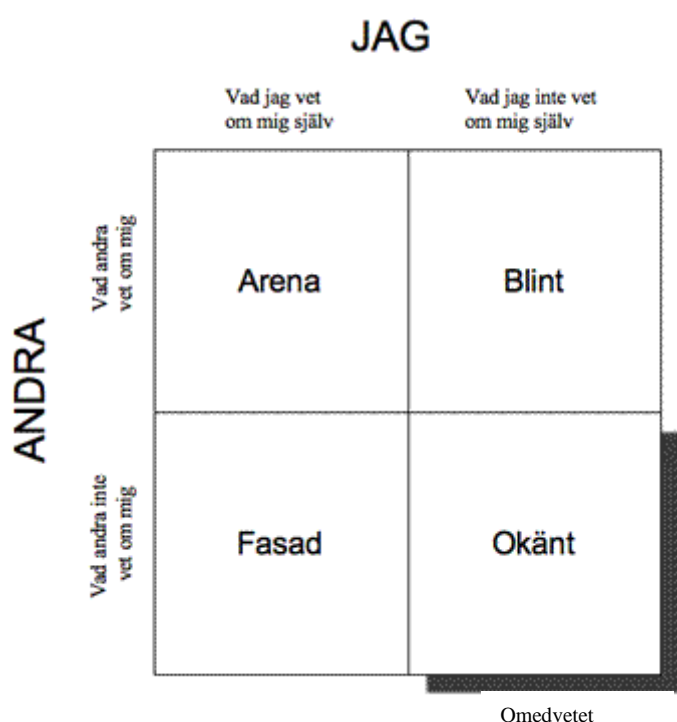 JAG
Vad jag vet
om mig själv
Vad jag inte vet
om mig själv
ANDRA
Vad andra
vet om mig
Arena
Blint
Vad andra inte
vet om mig
Fasad
Okänt
Omedvetet